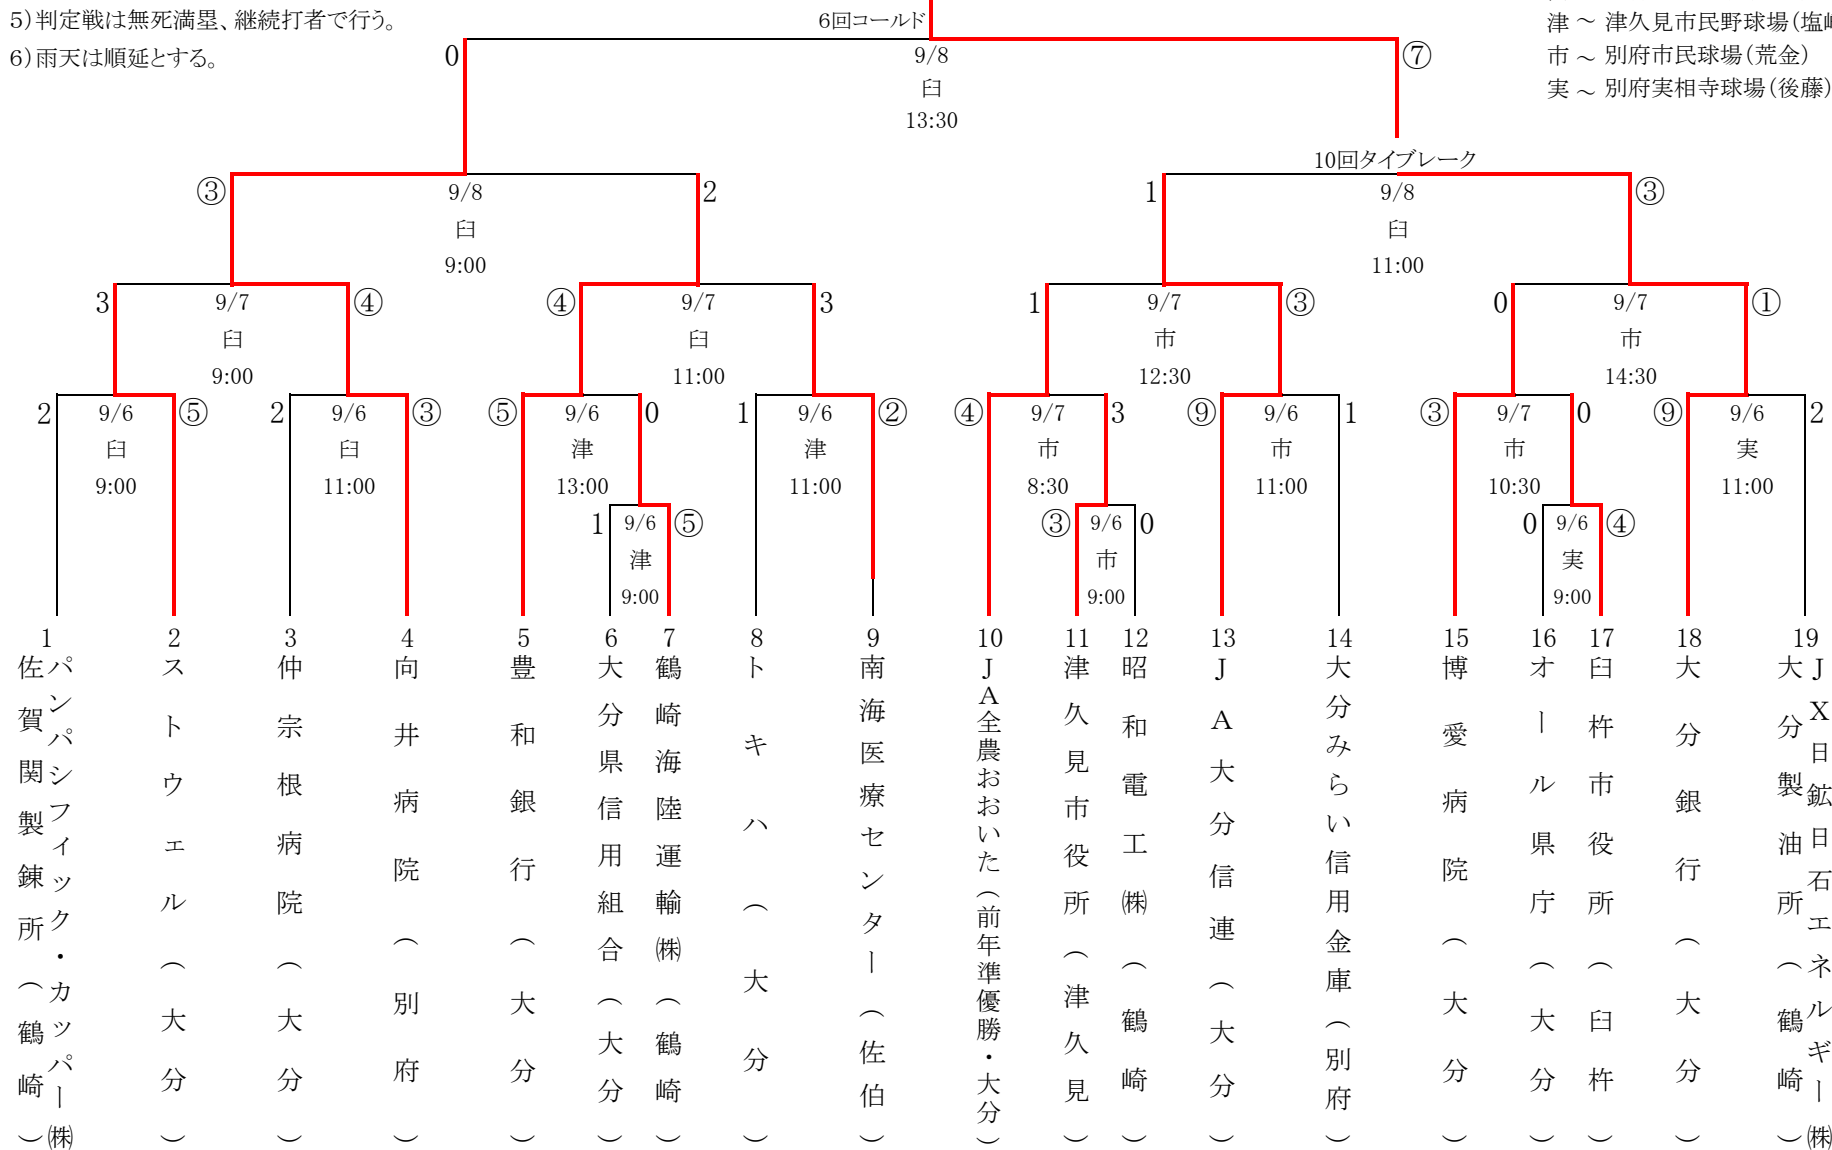 5)判定戦は無死満塁、継続打者で行う。
6)雨天は順延とする。
津 ～ 津久見市民野球場(塩
市 ～ 別府市民球場(荒金)
実 ～ 別府実相寺球場(後藤)
6回コールド
0 9/8 ⑦
臼
13:30
10回タイブレーク
③ 9/8 2
臼
9:00
1 9/8 ③
臼
11:00
3 9/7 ④
臼
9:00
④ 9/7 3
臼
11:00
1 9/7 ③
市
12:30
0 9/7 ①
市
14:30
2 9/6 ⑤
臼
9:00
2 9/6 ③
臼
11:00
⑤ 9/6 0
津
13:00
1 9/6 ②
津
11:00
④ 9/7 3
市
8:30
⑨ 9/6 1
市
11:00
③ 9/7 0
市
10:30
⑨ 9/6 2
実
11:00
1 9/6 ⑤
津
9:00
③ 9/6 0
市
9:00
0 9/6 ④
実
9:00
1
パンパシフィック・カッパー㈱
佐賀関製錬所(鶴崎)
2
ストウェル(大分)
3
仲宗根病院(大分)
4
向井病院(別府)
5
豊和銀行(大分)
6
大分県信用組合(大分)
7
鶴崎海陸運輸㈱(鶴崎)
8
トキハ(大分)
9
南海医療センター(佐伯)
10
JA全農おおいた(前年準優勝・大分)
11
津久見市役所(津久見)
12
昭和電工㈱(鶴崎)
13
JA大分信連(大分)
14
大分みらい信用金庫(別府)
15
博愛病院(大分)
16
オール県庁(大分)
17
臼杵市役所(臼杵)
18
大分銀行(大分)
19
JX日鉱日石エネルギー㈱
大分製油所(鶴崎)